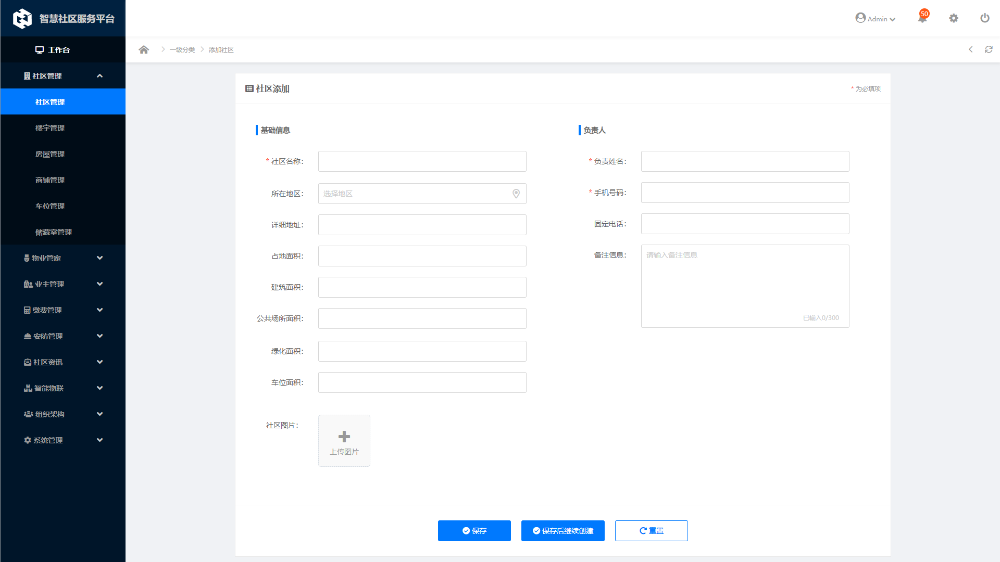 智慧社区服务平台
Admin
50
工作台
一级分类
添加社区
社区管理
社区管理
楼宇管理
房屋管理
商铺管理
车位管理
储藏室管理
物业管家
业主管理
缴费管理
安防管理
社区资讯
智能物联
组织架构
系统管理
社区添加
* 为必填项
基础信息
* 社区名称：
所在地区： 选择地区
详细地址：
占地面积：
建筑面积：
公共场所面积：
绿化面积：
车位面积：
社区图片：
上传图片
负责人
* 负责姓名：
* 手机号码：
固定电话：
备注信息： 请输入备注信息
已输入0/300
保存
保存后继续创建
重置